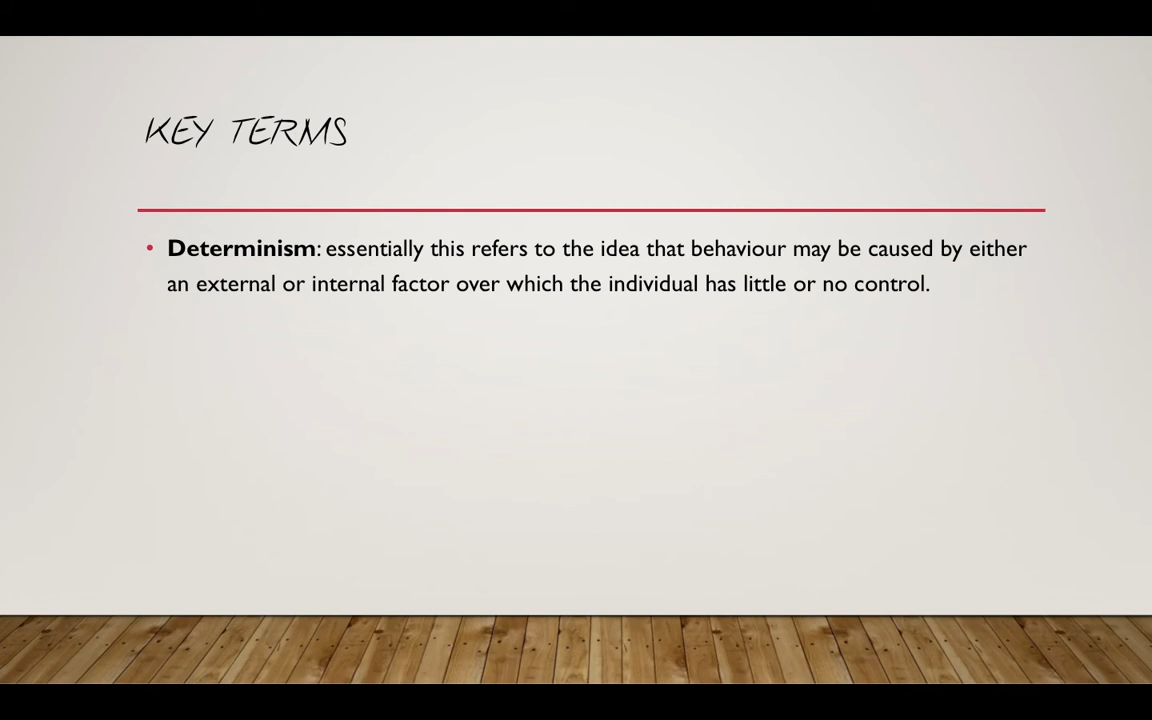 KEY TERMS
• Determinism: essentially this refers to the idea that behaviour may be caused by either
an external or internal factor over which the individual has little or no control.